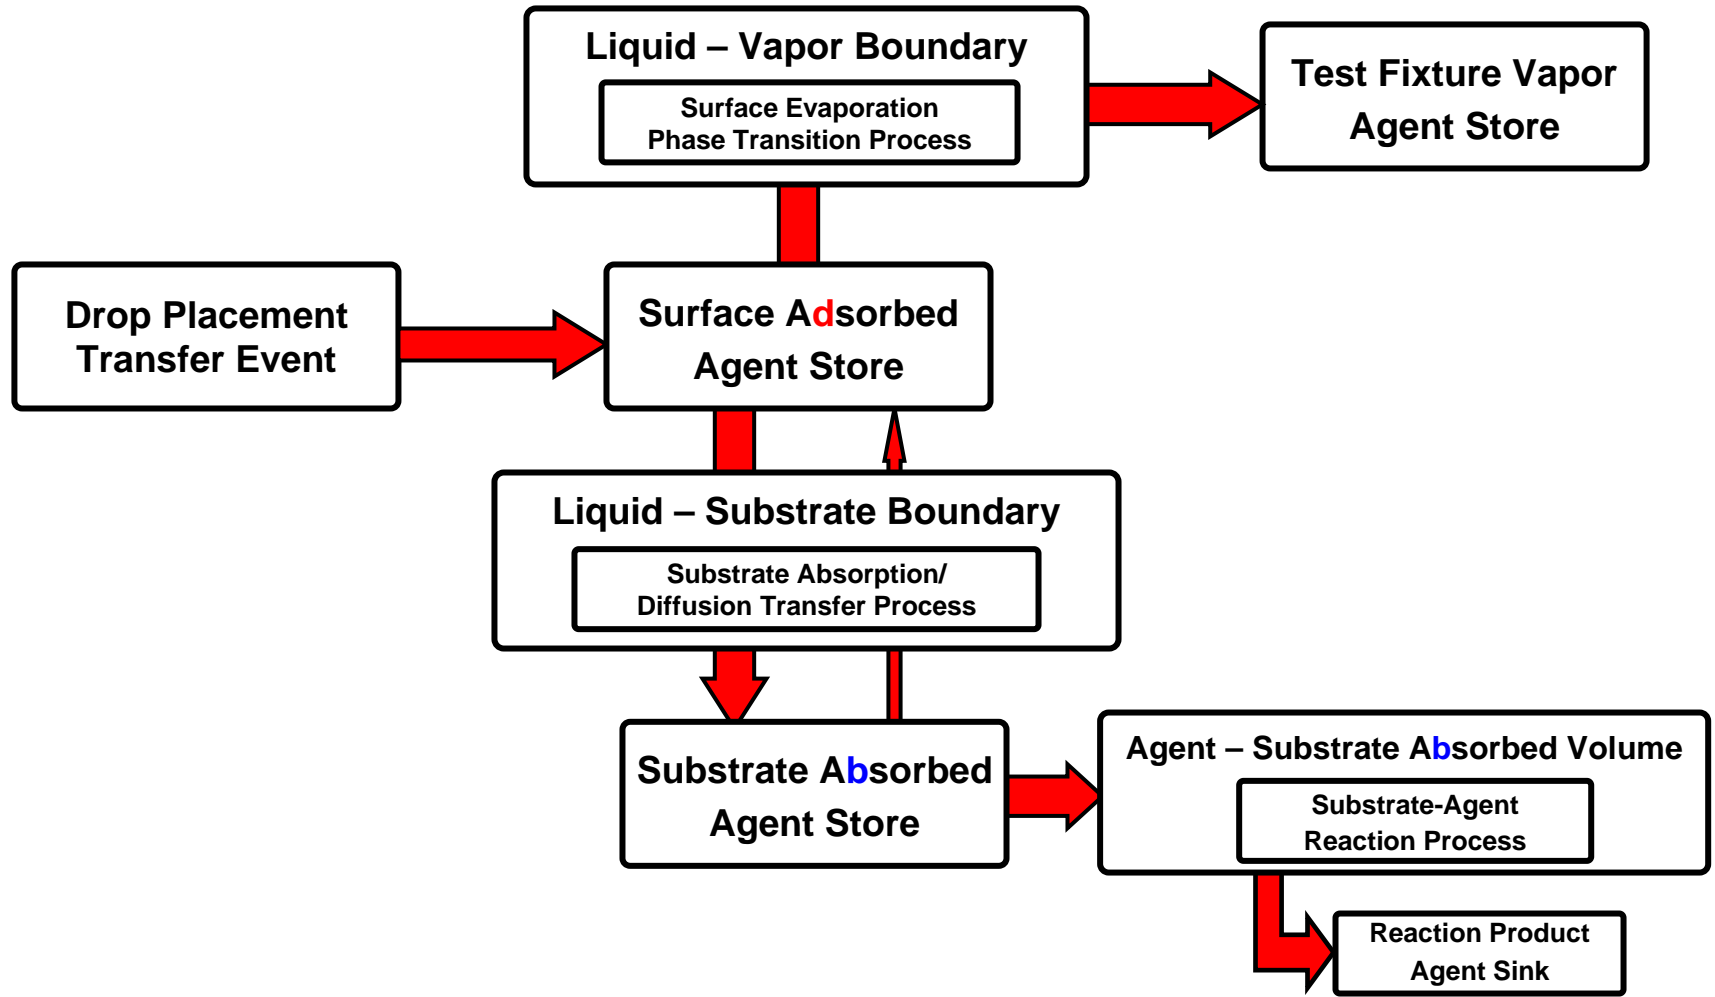 Liquid – Vapor Boundary
Surface Evaporation
Phase Transition Process
Test Fixture Vapor
Agent Store
Drop Placement
Transfer Event
Surface Adsorbed
Agent Store
Liquid – Substrate Boundary
Substrate Absorption/
Diffusion Transfer Process
Substrate Absorbed
Agent Store
Agent – Substrate Absorbed Volume
Substrate-Agent
Reaction Process
Reaction Product
Agent Sink